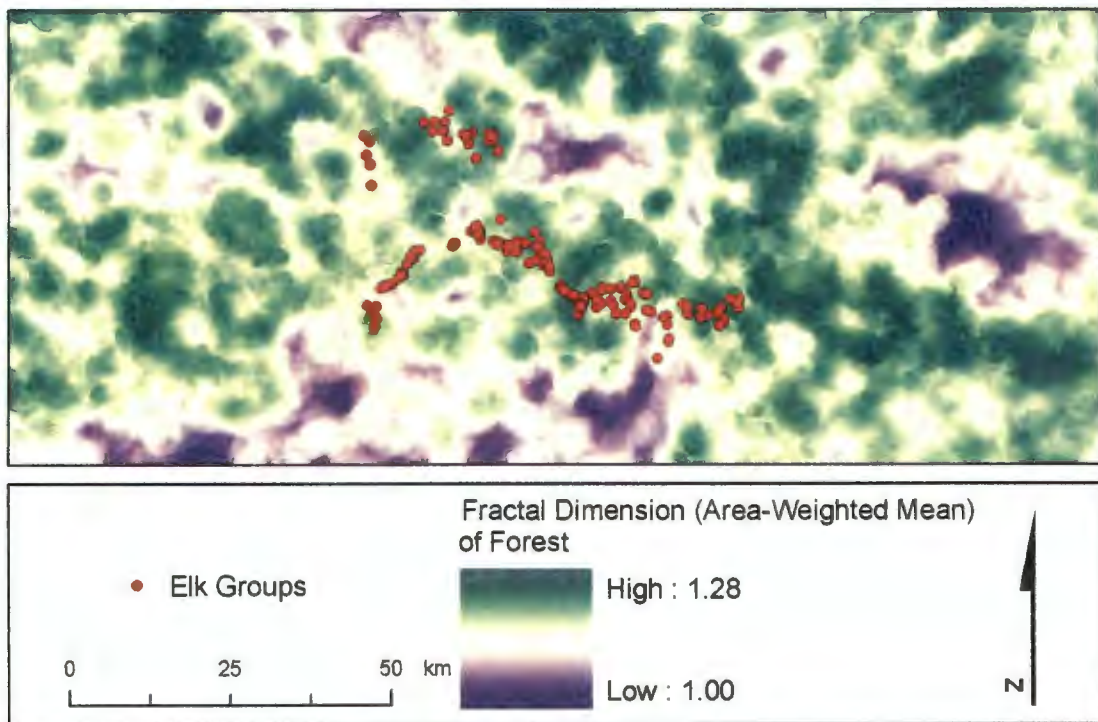 Fractal Dimension (Area-Weighted Mean)
of Forest
Elk Groups
High : 1.28
Low : 1.00
0 25 50 km
N